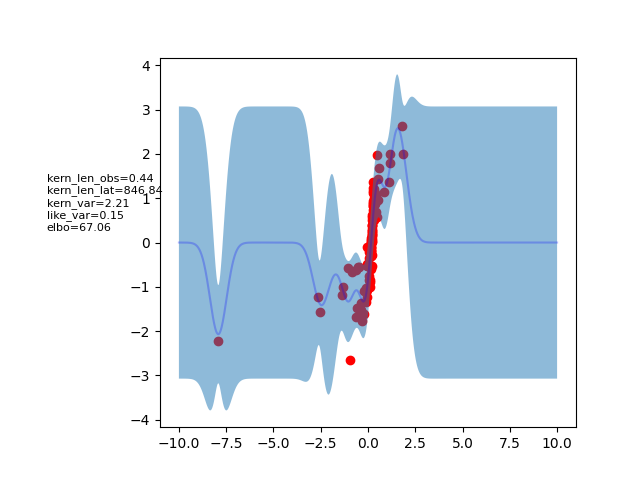 4
3
2
1
0
−1
−2
−3
−4
kern_len_obs=0.44
kern_len_lat=846.84
kern_var=2.21
like_var=0.15
elbo=67.06
−10.0 −7.5 −5.0 −2.5 0.0 2.5 5.0 7.5 10.0